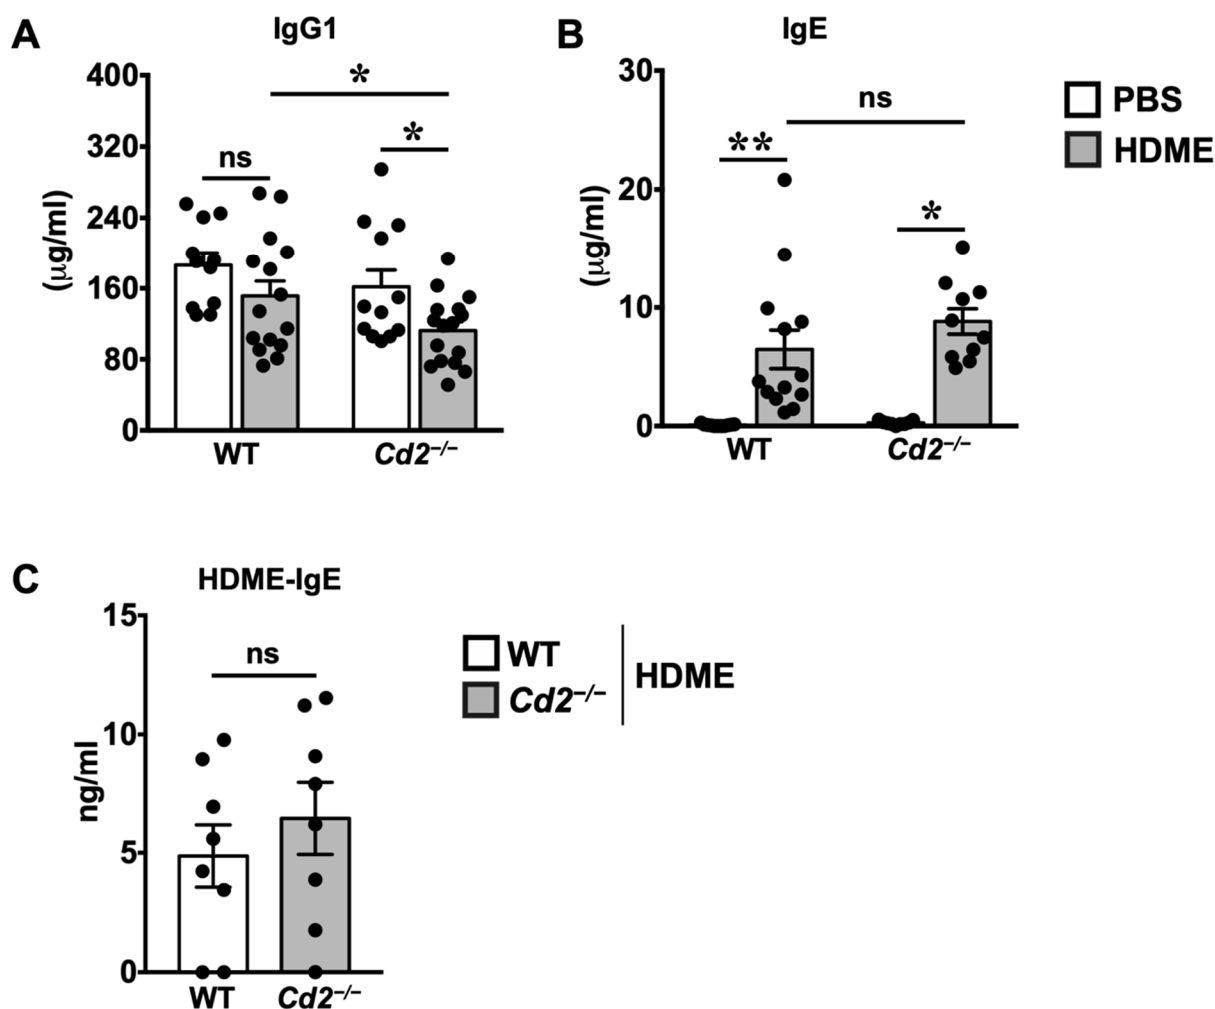 A
IgG1
400
320
240
160
80
0
(µg/ml)
*
*
ns
WT
Cd2⁻/⁻
B
IgE
30
20
10
0
(µg/ml)
ns
**
*
WT
Cd2⁻/⁻
PBS
HDME
C
HDME-IgE
15
10
5
0
ng/ml
ns
WT
Cd2⁻/⁻
WT
Cd2⁻/⁻
HDME